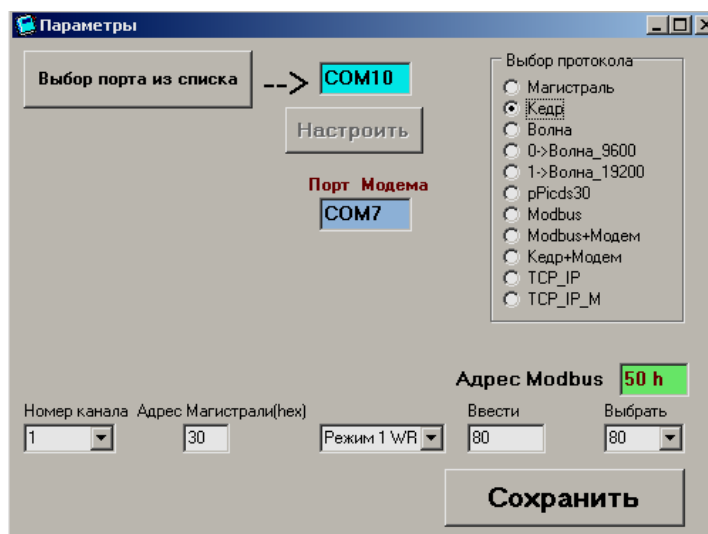 Параметры
Выбор порта из списка
-->
COM10
Настроить
Порт Модема
COM7
Выбор протокола
Магистраль
Кедр
Волна
0->Волна_9600
1->Волна_19200
pPicds30
Modbus
Modbus+Модем
Кедр+Модем
TCP_IP
TCP_IP_M
Адрес Modbus 50 h
Номер канала Адрес Магистрали(hex) Ввести Выбрать
1 30 Режим 1 WR 80 80
Сохранить